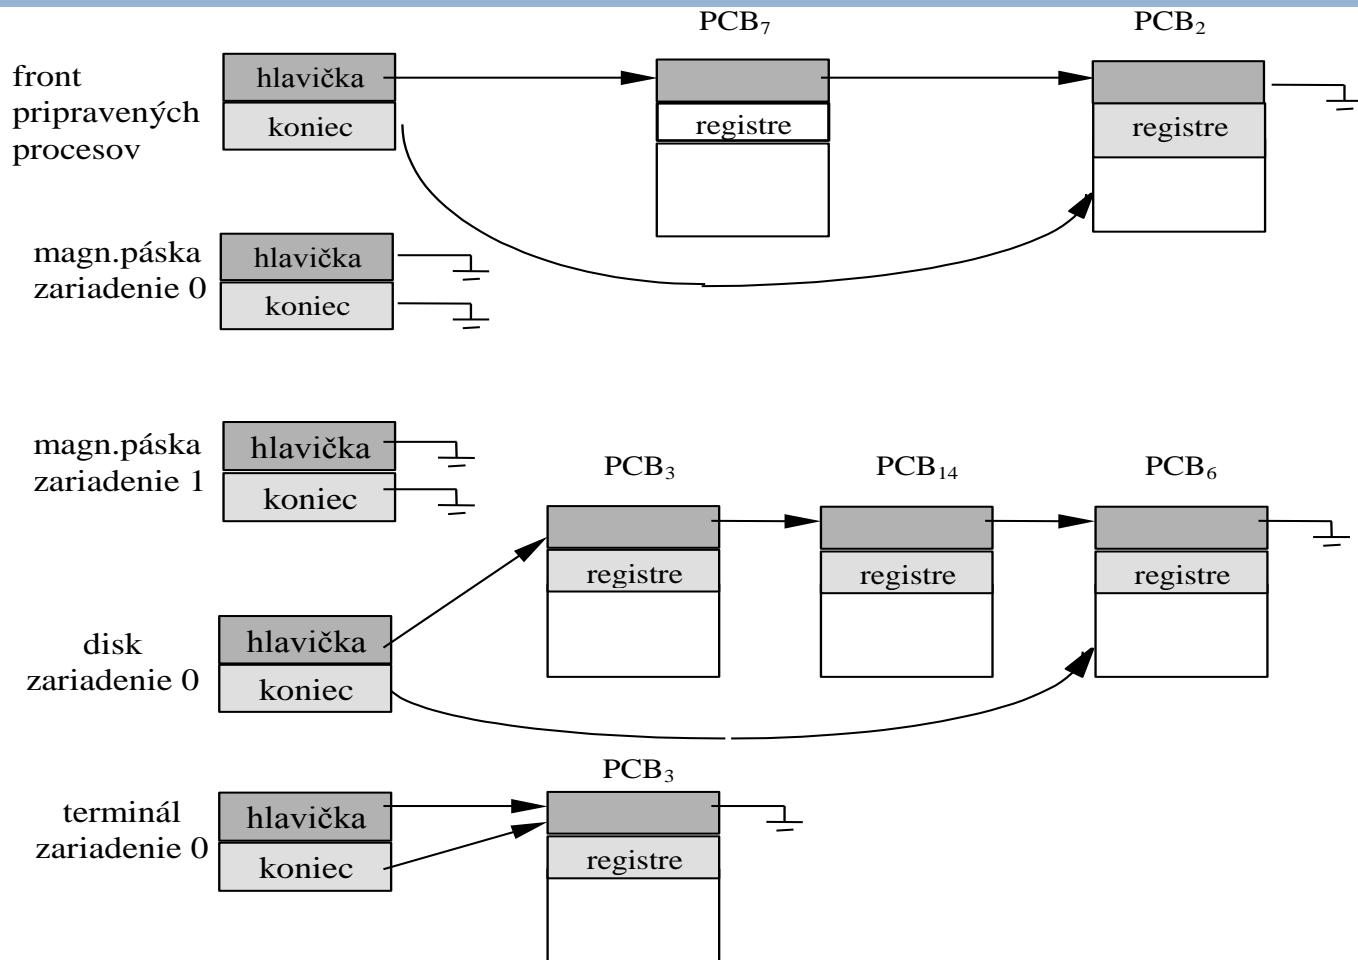 PCB₇
PCB₂
front
pripravených
procesov
hlavička
koniec
registre
registre
magn.páska
zariadenie 0
hlavička
koniec
magn.páska
zariadenie 1
hlavička
koniec
PCB₃
PCB₁₄
PCB₆
registre
registre
registre
disk
zariadenie 0
hlavička
koniec
PCB₃
terminál
zariadenie 0
hlavička
koniec
registre